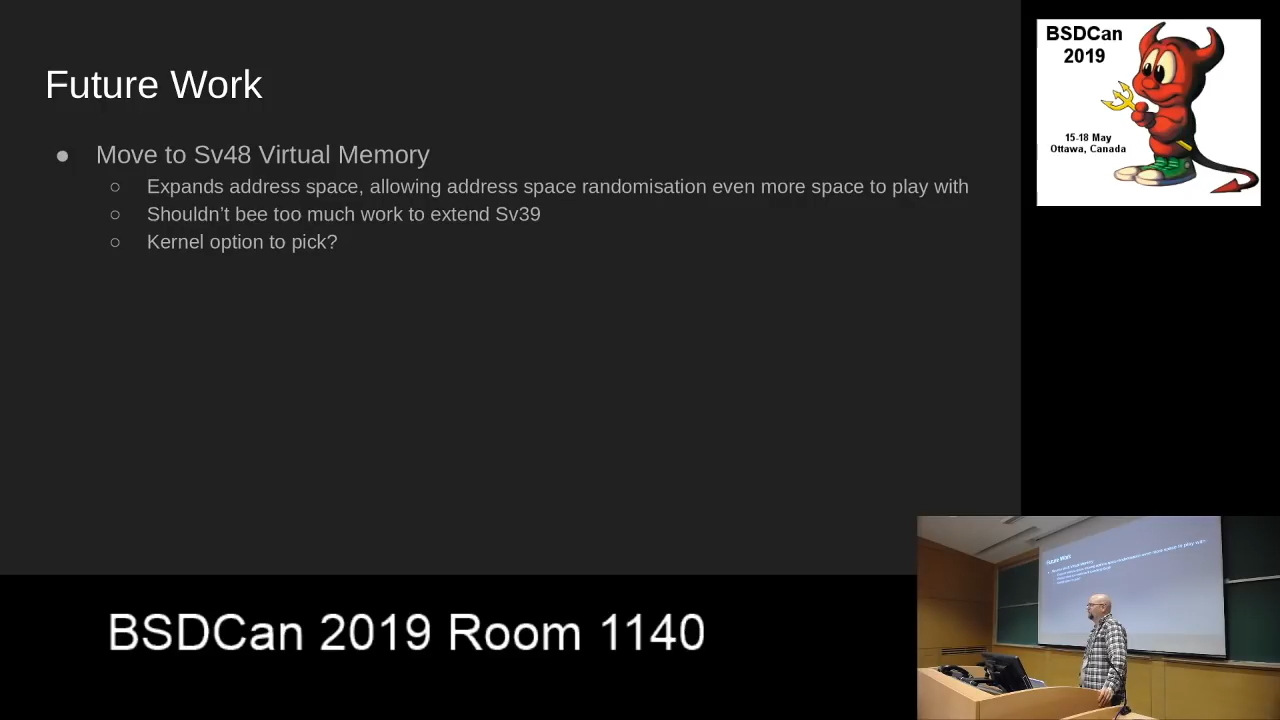 Future Work
● Move to Sv48 Virtual Memory
○ Expands address space, allowing address space randomisation even more space to play with
○ Shouldn't bee too much work to extend Sv39
○ Kernel option to pick?
BSDCan
2019
15-18 May
Ottawa, Canada
BSDCan 2019 Room 1140
Future Work